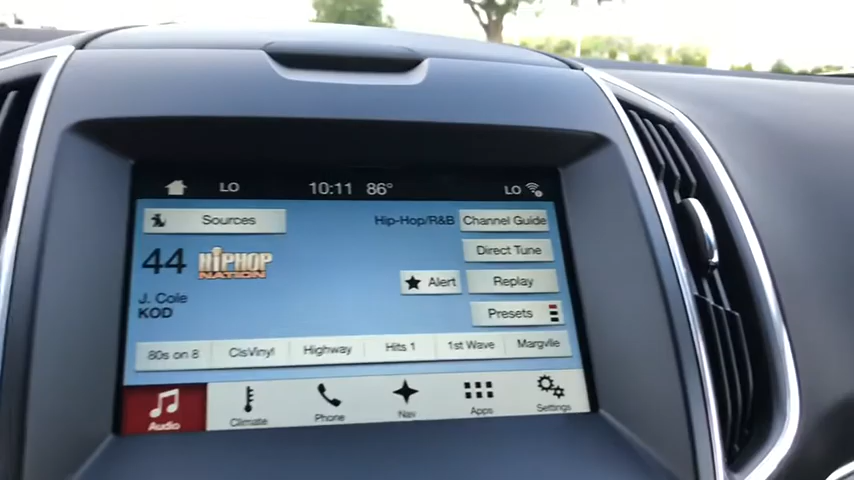 LO 10:11 86° LO
Sources Hip-Hop/R&B Channel Guide
Direct Tune
44 HIPHOP NATION
Alert Replay
J. Cole
KOD
Presets
80s on 8 ClsVinyl Highway Hits 1 1st Wave Margvlle
Audio Climate Phone Nav Apps Settings